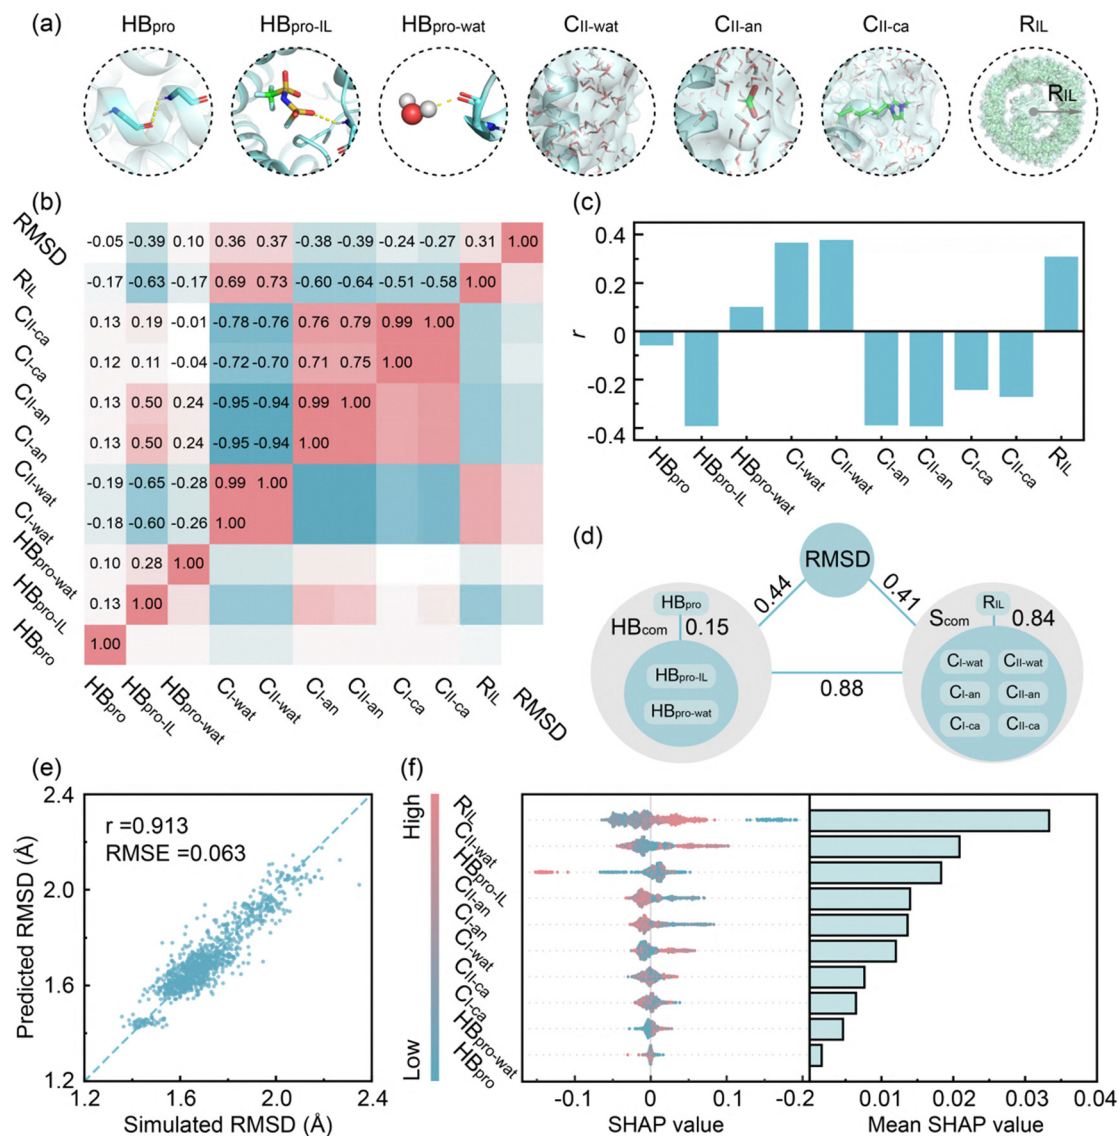 (a)
HBpro HBpro-IL HBpro-wat CII-wat CII-an CII-ca RIL
RIL
(b)
RMSD -0.05 -0.39 0.10 0.36 0.37 -0.38 -0.39 -0.24 -0.27 0.31 1.00
RIL -0.17 -0.63 -0.17 0.69 0.73 -0.60 -0.64 -0.51 -0.58 1.00
CII-ca 0.13 0.19 -0.01 -0.78 -0.76 0.76 0.79 0.99 1.00
CI-ca 0.12 0.11 -0.04 -0.72 -0.70 0.71 0.75 1.00
CII-an 0.13 0.50 0.24 -0.95 -0.94 0.99 1.00
CI-an 0.13 0.50 0.24 -0.95 -0.94 1.00
CII-wat -0.19 -0.65 -0.28 0.99 1.00
CI-wat -0.18 -0.60 -0.26 1.00
HBpro-wat 0.10 0.28 1.00
HBpro-IL 0.13 1.00
HBpro 1.00
HBpro HBpro-IL HBpro-wat CI-wat CII-wat CI-an CII-an CI-ca CII-ca RIL RMSD
(c)
0.4
0.2
0
-0.2
-0.4
r
HBpro HBpro-IL HBpro-wat CI-wat CII-wat CI-an CII-an CI-ca CII-ca RIL
(d)
RMSD
0.44 0.41
HBpro
HBcom 0.15
HBpro-IL
HBpro-wat
0.88
RIL
Scom 0.84
CI-wat CII-wat
CI-an CII-an
CI-ca CII-ca
(e)
r =0.913
RMSE =0.063
2.4
2.0
1.6
1.2
1.2 1.6 2.0 2.4
Predicted RMSD (Å)
Simulated RMSD (Å)
(f)
High
Low
RIL
CII-wat
HBpro-IL
CII-an
CI-an
CI-wat
CII-ca
CI-ca
HBpro-wat
HBpro
-0.1 0 -0.1 -0.2 0.01 0.02 0.03 0.04
SHAP value Mean SHAP value